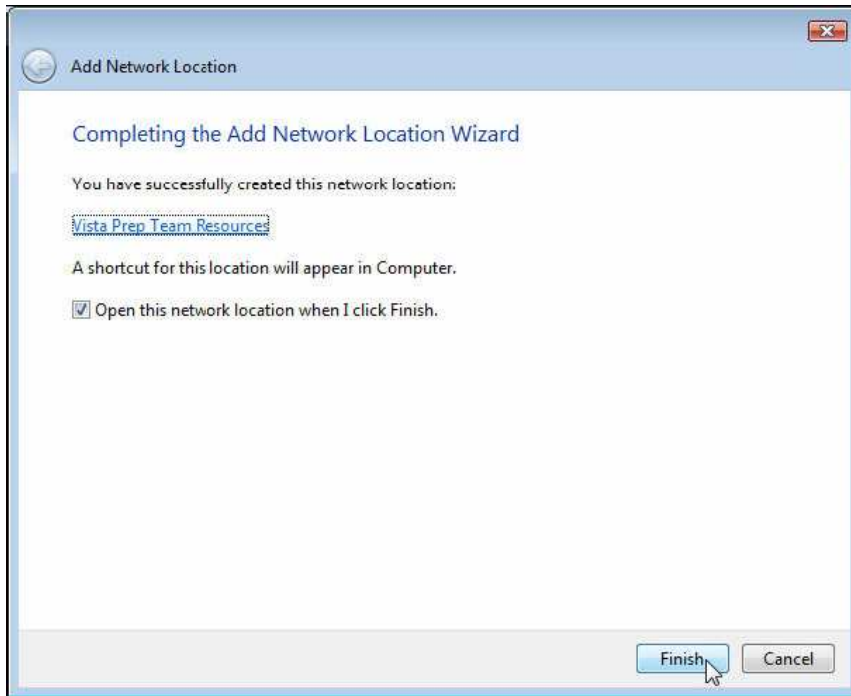 Add Network Location
Completing the Add Network Location Wizard
You have successfully created this network location:
Vista Prep Team Resources
A shortcut for this location will appear in Computer.
Open this network location when I click Finish.
Finish
Cancel